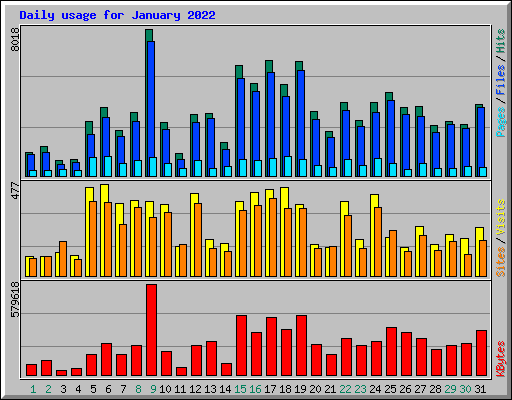 Daily usage for January 2022
8018
Pages / Files / Hits
477
Sites / Visits
579618
KBytes
1 2 3 4 5 6 7 8 9 10 11 12 13 14 15 16 17 18 19 20 21 22 23 24 25 26 27 28 29 30 31